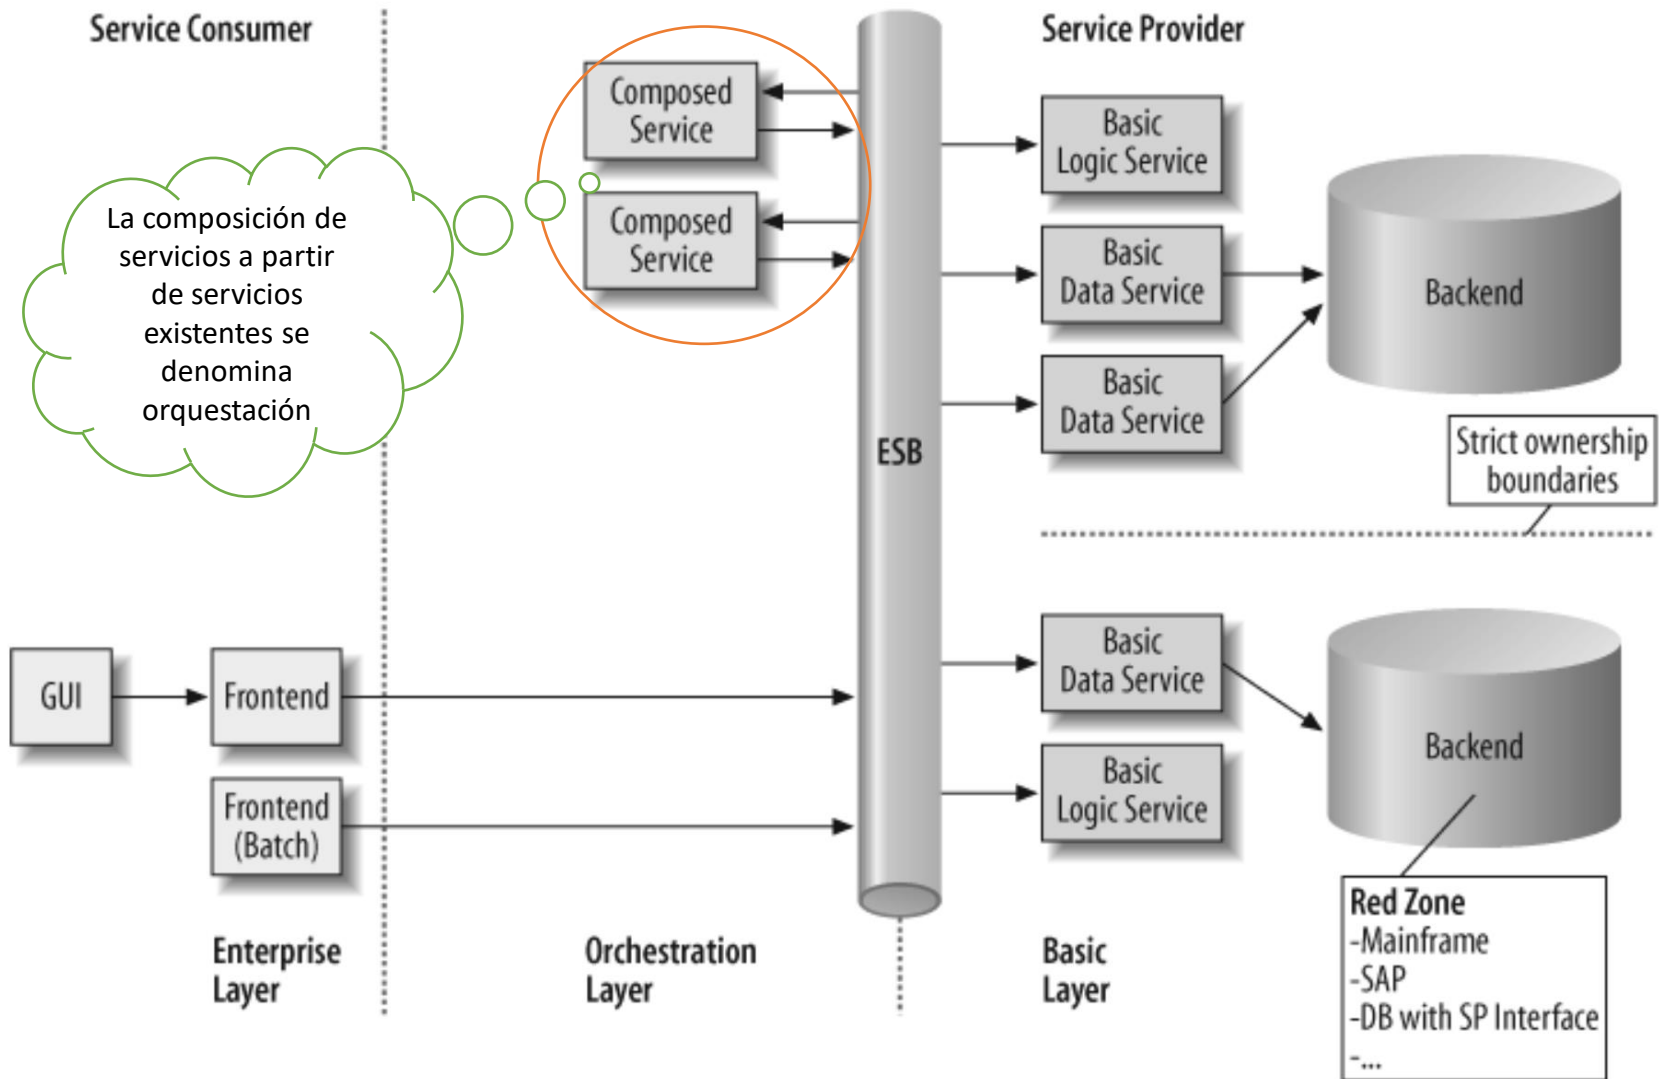 Service Consumer
Service Provider
Composed
Service
Composed
Service
La composición de
servicios a partir
de servicios
existentes se
denomina
orquestación
Basic
Logic Service
Basic
Data Service
Basic
Data Service
Backend
Strict ownership
boundaries
ESB
GUI
Frontend
Frontend
(Batch)
Basic
Data Service
Basic
Logic Service
Backend
Enterprise
Layer
Orchestration
Layer
Basic
Layer
Red Zone
-Mainframe
-SAP
-DB with SP Interface
-...